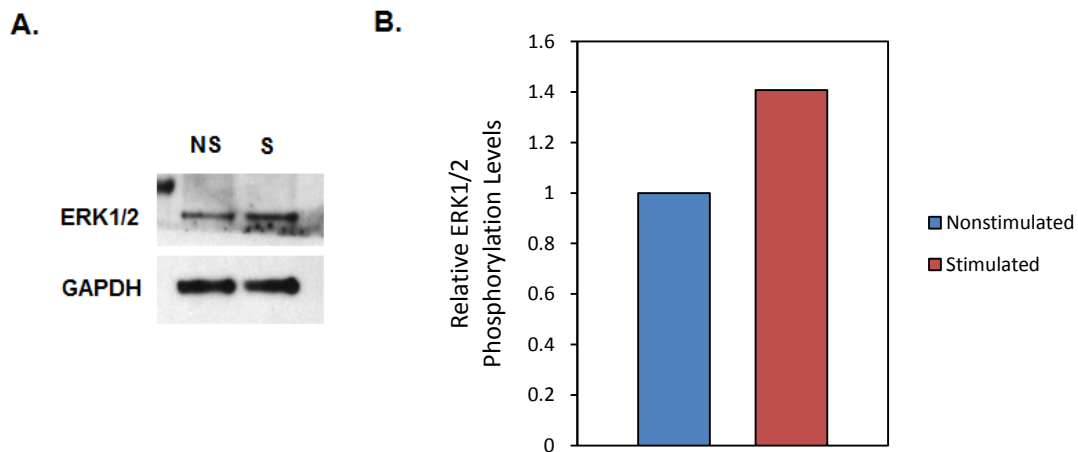 A.
NS S
ERK1/2
GAPDH
B.
Relative ERK1/2
Phosphorylation Levels
1.6
1.4
1.2
1
0.8
0.6
0.4
0.2
0
Nonstimulated
Stimulated